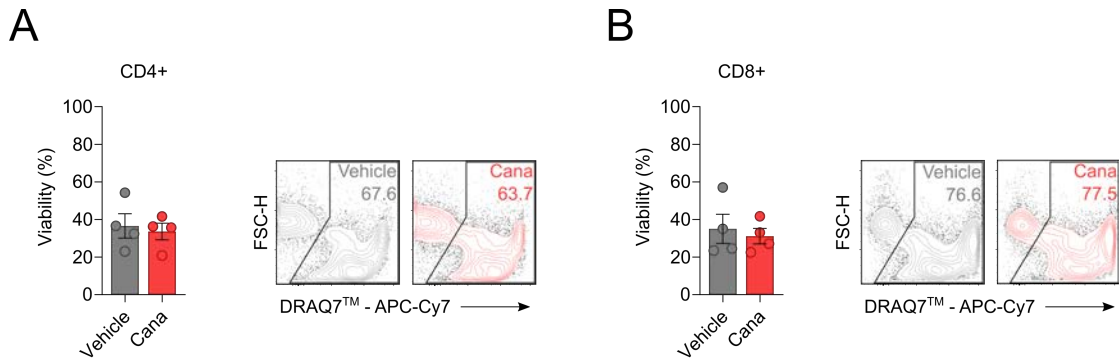 A
CD4+
Viability (%)
100
80
60
40
20
0
Vehicle
Cana
FSC-H
Vehicle
67.6
Cana
63.7
DRAQ7TM - APC-Cy7
B
CD8+
Viability (%)
100
80
60
40
20
0
Vehicle
Cana
FSC-H
Vehicle
76.6
Cana
77.5
DRAQ7TM - APC-Cy7